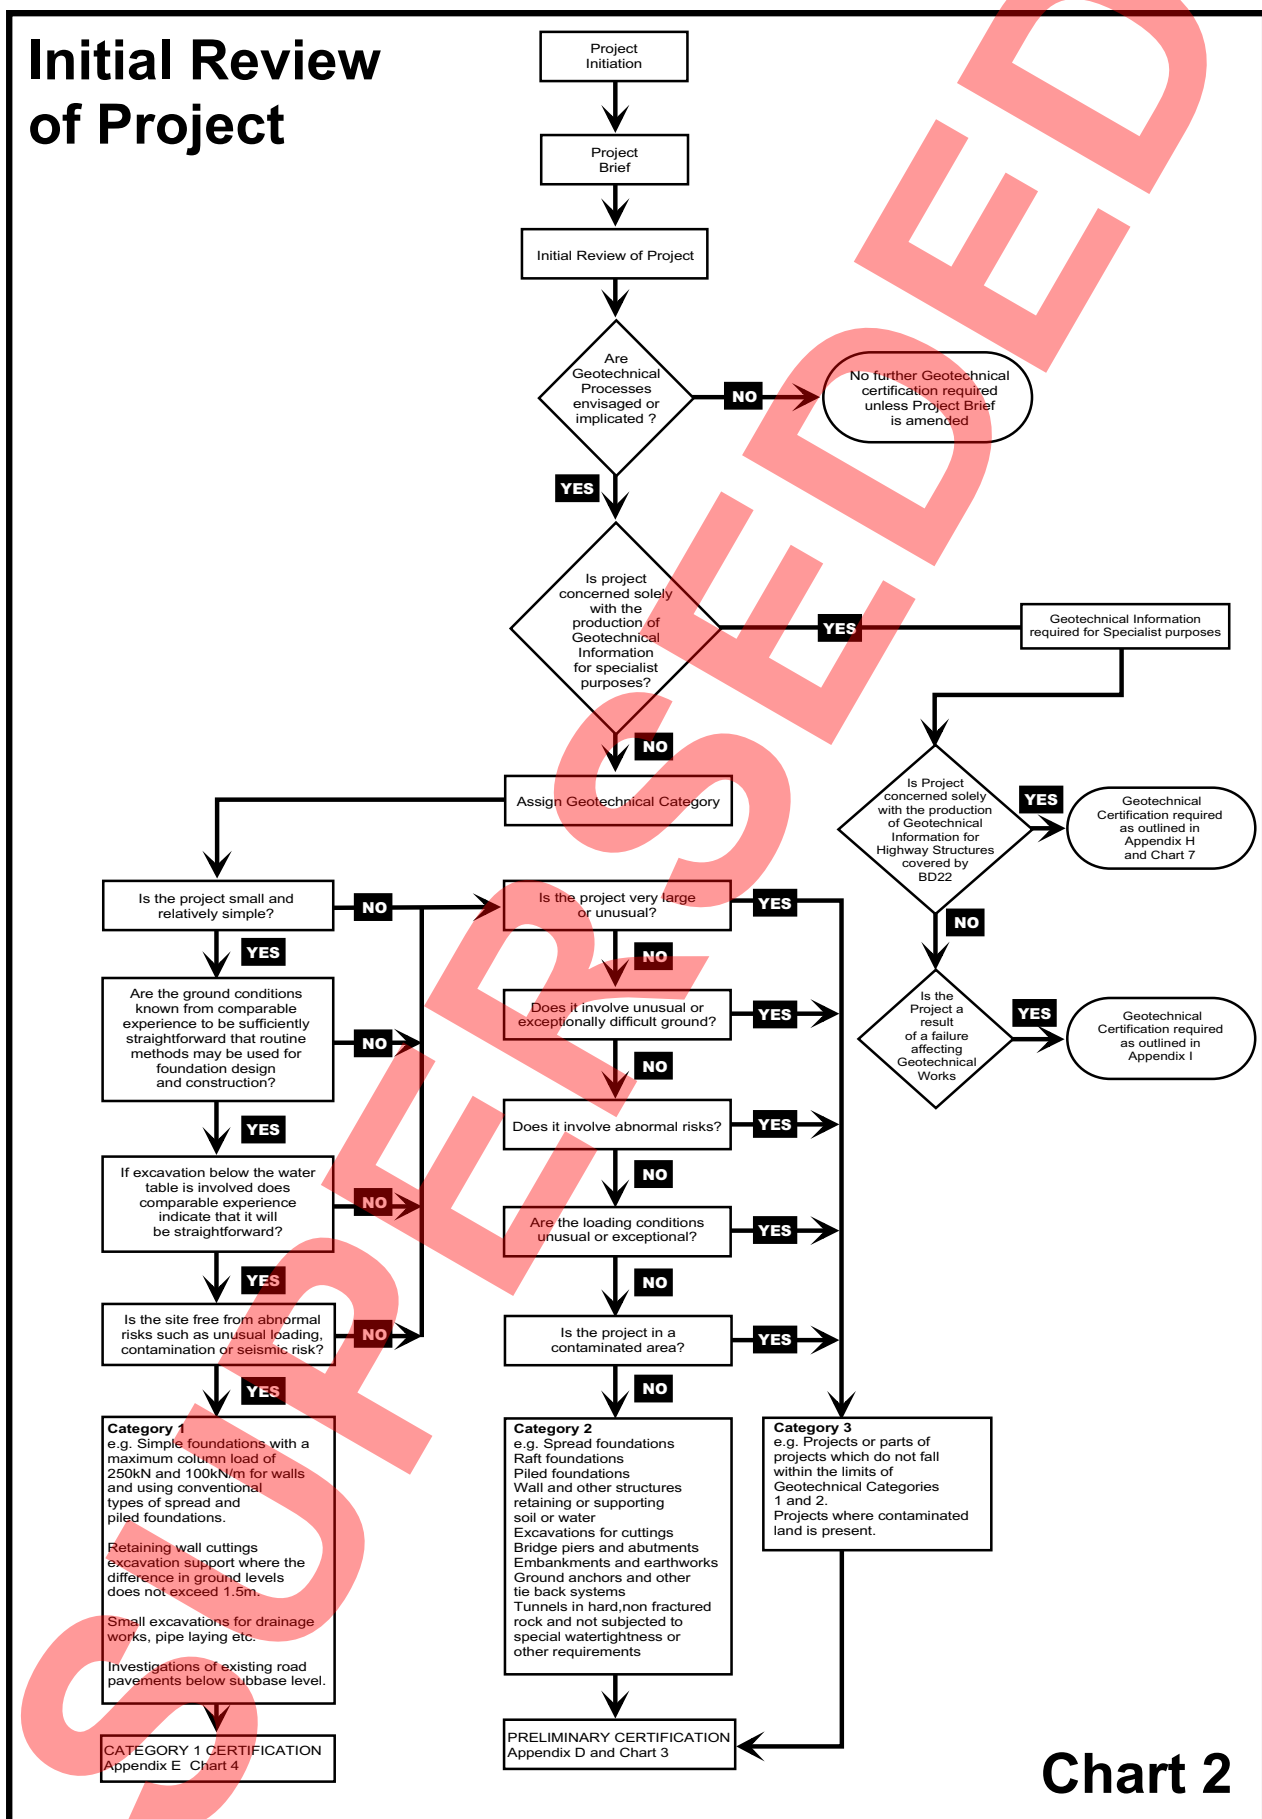 Initial Review
of Project
Project
Initiation
Project
Brief
Initial Review of Project
Are
Geotechnical
Processes
envisaged or
implicated ?
NO
No further Geotechnical
certification required
unless Project Brief
is amended
YES
Is project
concerned solely
with the
production of
Geotechnical
Information
for specialist
purposes?
YES
Geotechnical Information
required for Specialist purposes
NO
Assign Geotechnical Category
Is Project
concerned solely
with the production
of Geotechnical
Information for
Highway Structures
covered by
BD22
YES
Geotechnical
Certification required
as outlined in
Appendix H
and Chart 7
NO
Is the
Project a
result
of a failure
affecting
Geotechnical
Works
YES
Geotechnical
Certification required
as outlined in
Appendix I
Is the project small and
relatively simple?
NO
YES
Are the ground conditions
known from comparable
experience to be sufficiently
straightforward that routine
methods may be used for
foundation design
and construction?
NO
YES
If excavation below the water
table is involved does
comparable experience
indicate that it will
be straightforward?
NO
YES
Is the site free from abnormal
risks such as unusual loading,
contamination or seismic risk?
NO
YES
Category 1
e.g. Simple foundations with a
maximum column load of
250kN and 100kN/m for walls
and using conventional
types of spread and
piled foundations.
Retaining wall cuttings
excavation support where the
difference in ground levels
does not exceed 1.5m.
Small excavations for drainage
works, pipe laying etc.
Investigations of existing road
pavements below subbase level.
CATEGORY 1 CERTIFICATION
Appendix E  Chart 4
Is the project very large
or unusual?
YES
NO
Does it involve unusual or
exceptionally difficult ground?
YES
NO
Does it involve abnormal risks?
YES
NO
Are the loading conditions
unusual or exceptional?
YES
NO
Is the project in a
contaminated area?
YES
NO
Category 2
e.g. Spread foundations
Raft foundations
Piled foundations
Wall and other structures
retaining or supporting
soil or water
Excavations for cuttings
Bridge piers and abutments
Embankments and earthworks
Ground anchors and other
tie back systems
Tunnels in hard,non fractured
rock and not subjected to
special watertightness or
other requirements
Category 3
e.g. Projects or parts of
projects which do not fall
within the limits of
Geotechnical Categories
1 and 2.
Projects where contaminated
land is present.
PRELIMINARY CERTIFICATION
Appendix D and Chart 3
Chart 2
SUPERSEDED